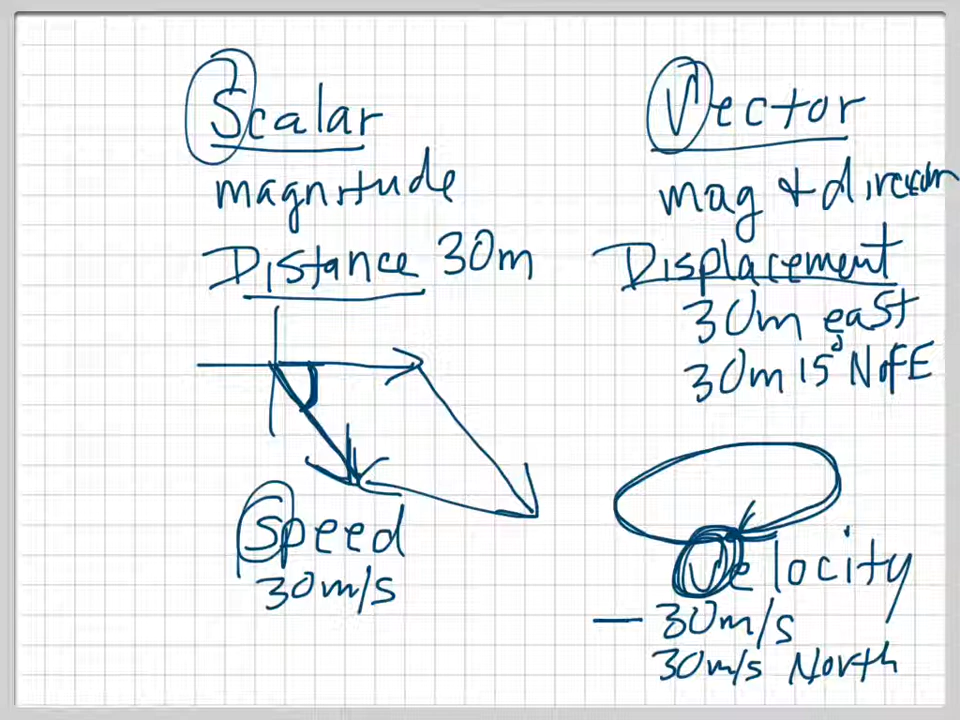 Scalar
magnitude
Distance 30m
Speed
30m/s
Vector
mag + direction
Displacement
30m east
30m 15° N of E
Velocity
— 30m/s
30m/s North